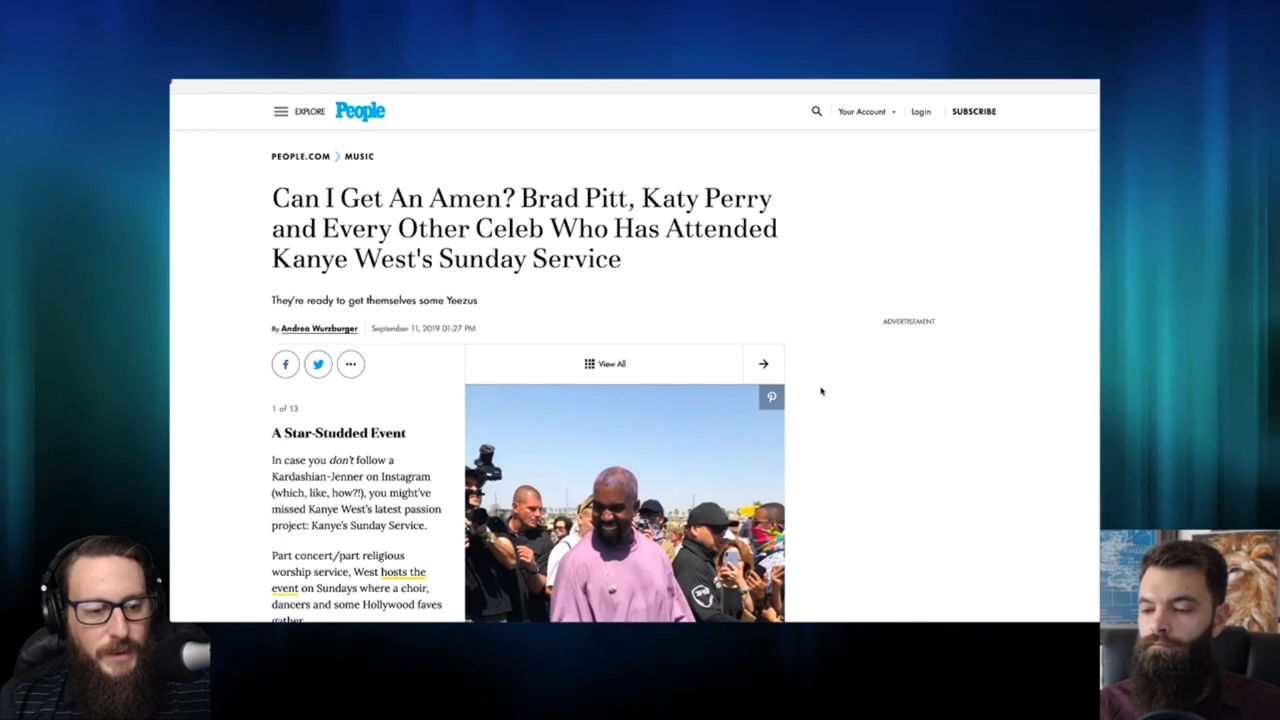 EXPLORE People
Your Account Login SUBSCRIBE
PEOPLE.COM MUSIC
Can I Get An Amen? Brad Pitt, Katy Perry
and Every Other Celeb Who Has Attended
Kanye West's Sunday Service
They're ready to get themselves some Yeezus
ADVERTISEMENT
By Andrea Wurzburger September 11, 2019 01:27 PM
View All
1 of 13
A Star-Studded Event
In case you don't follow a
Kardashian-Jenner on Instagram
(which, like, how?!), you might've
missed Kanye West's latest passion
project: Kanye's Sunday Service.
Part concert/part religious
worship service, West hosts the
event on Sundays where a choir,
dancers and some Hollywood faves
gather